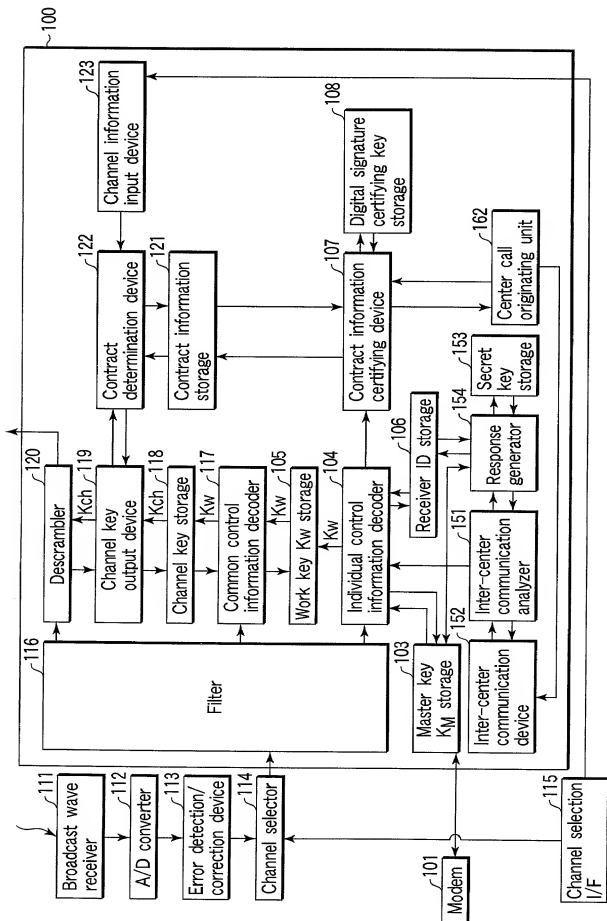 100
111
Broadcast wave
receiver
112
A/D converter
113
Error detection/
correction device
114
Channel selector
116
Filter
120
Descrambler
Kch
119
Channel key
output device
Kch
118
Channel key storage
Kw
117
Common control
information decoder
Kw
105
Work key Kw storage
Kw
104
Individual control
information decoder
122
Contract
determination device
121
Contract information
storage
123
Channel information
input device
107
Contract information
certifying device
108
Digital signature
certifying key
storage
106
Receiver ID storage
103
Master key
KM storage
152
Inter-center
communication
device
151
Inter-center
communication
analyzer
154
Response
generator
153
Secret key
storage
162
Center call
originating unit
101
Modem
115
Channel selection
I/F